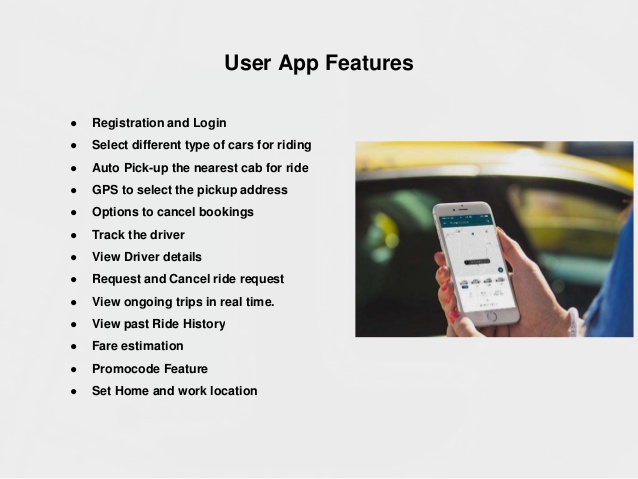 User App Features
● Registration and Login
● Select different type of cars for riding
● Auto Pick-up the nearest cab for ride
● GPS to select the pickup address
● Options to cancel bookings
● Track the driver
● View Driver details
● Request and Cancel ride request
● View ongoing trips in real time.
● View past Ride History
● Fare estimation
● Promocode Feature
● Set Home and work location